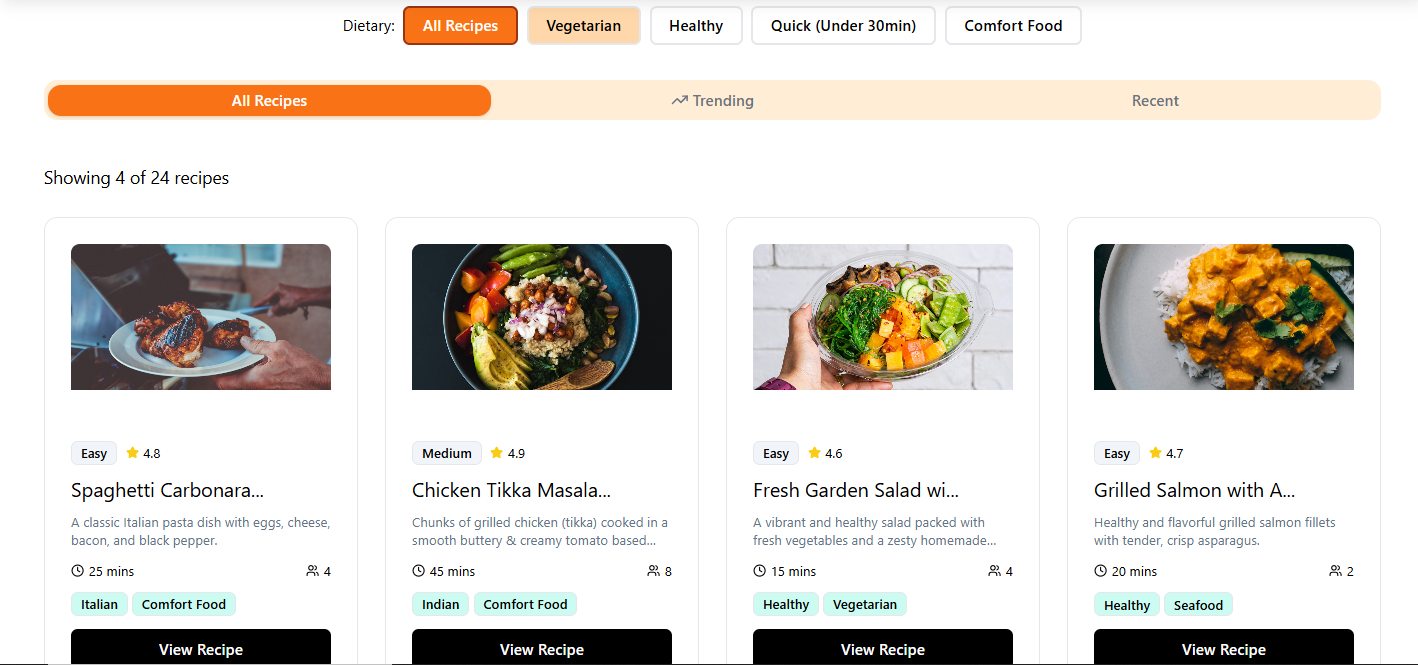 Dietary: All Recipes Vegetarian Healthy Quick (Under 30min) Comfort Food
All Recipes Trending Recent
Showing 4 of 24 recipes
Easy 4.8
Spaghetti Carbonara...
A classic Italian pasta dish with eggs, cheese,
bacon, and black pepper.
25 mins 4
Italian Comfort Food
View Recipe
Medium 4.9
Chicken Tikka Masala...
Chunks of grilled chicken (tikka) cooked in a
smooth buttery & creamy tomato based...
45 mins 8
Indian Comfort Food
View Recipe
Easy 4.6
Fresh Garden Salad wi...
A vibrant and healthy salad packed with
fresh vegetables and a zesty homemade...
15 mins 4
Healthy Vegetarian
View Recipe
Easy 4.7
Grilled Salmon with A...
Healthy and flavorful grilled salmon fillets
with tender, crisp asparagus.
20 mins 2
Healthy Seafood
View Recipe